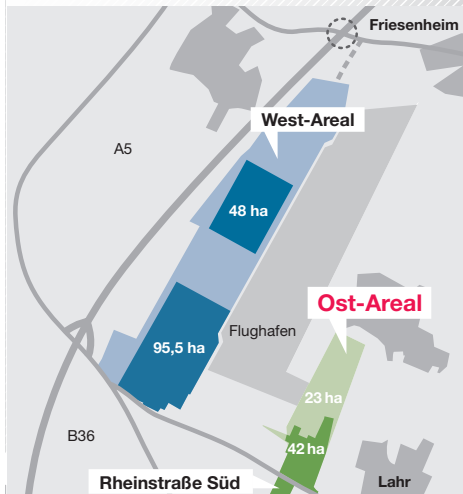 Friesenheim
West-Areal
A5
48 ha
Ost-Areal
Flughafen
95,5 ha
23 ha
B36
42 ha
Rheinstraße Süd
Lahr